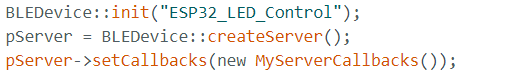 BLEDevice::init("ESP32_LED_Control");
pServer = BLEDevice::createServer();
pServer->setCallbacks(new MyServerCallbacks());